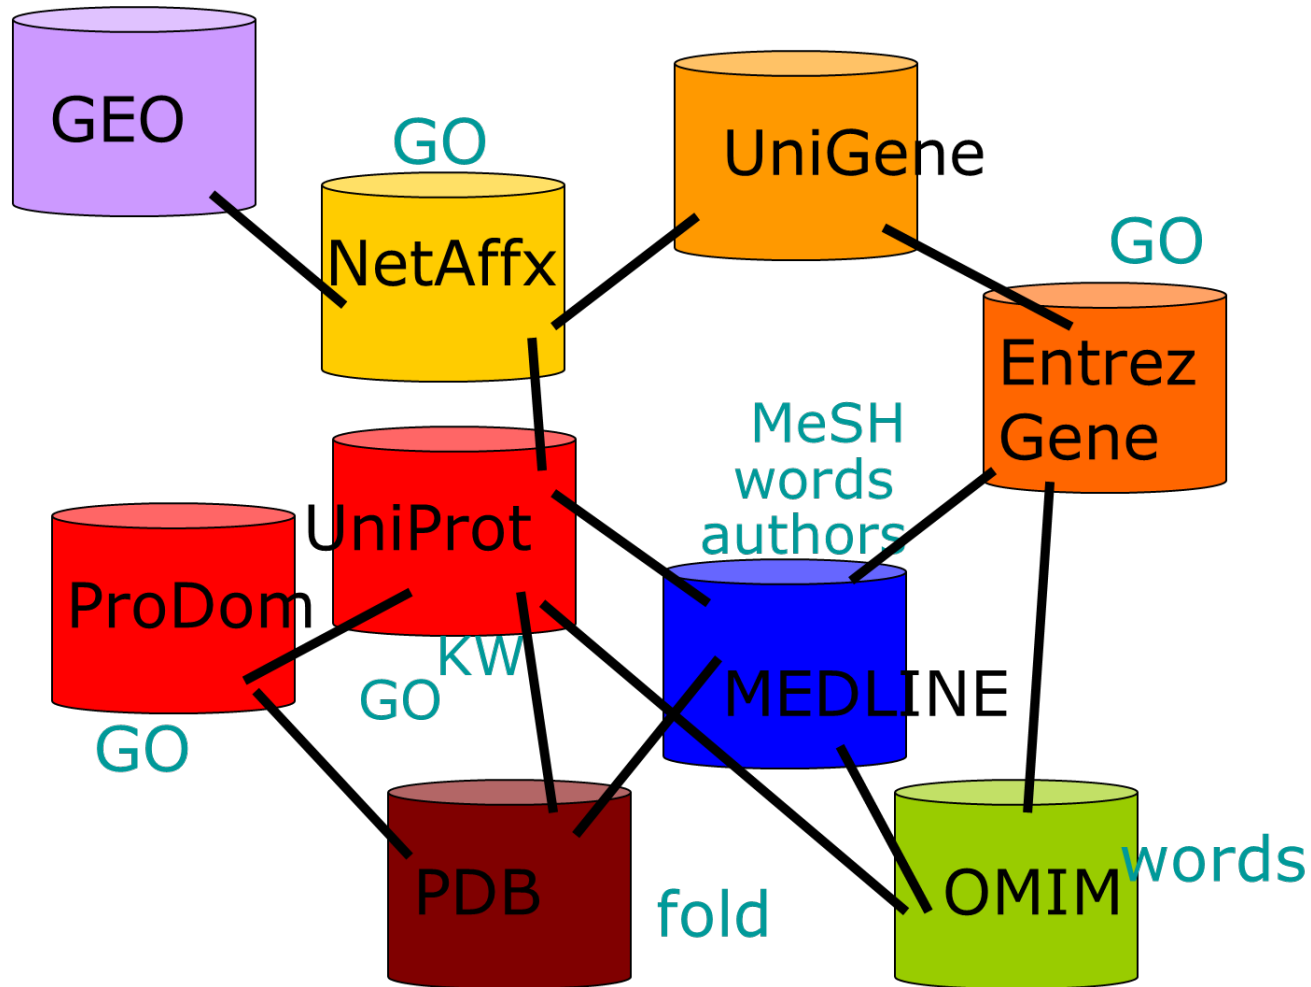 GEO
GO
UniGene
NetAffx
GO
Entrez
Gene
MeSH
words
authors
UniProt
ProDom
KW
GO
GO
MEDLINE
PDB
fold
OMIM
words